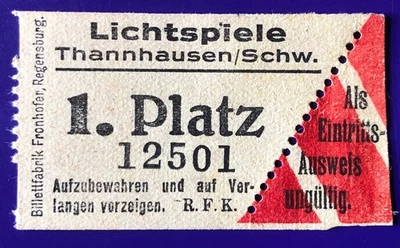 Billettfabrik Fronhofer, Regensburg.
Lichtspiele
Thannhausen/Schw.
1. Platz
12501
Aufzubewahren und auf Ver-
langen vorzeigen. R.F.K.
Als
Eintritts-
Ausweis
ungültig.